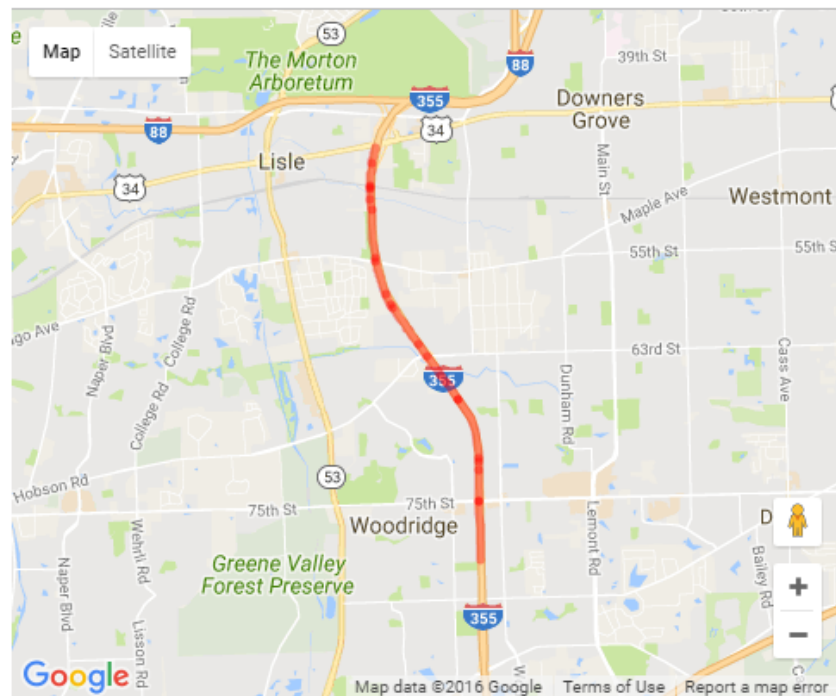 ville
53
Map
Satellite
The Morton
Arboretum
39th St
88
355
Downers
Grove
88
34
Lisle
34
Main St
Maple Ave
Westmont
55th St
55th St
63rd St
Naper Blvd
College Rd
College Rd
355
Dunham Rd
Cass Ave
53
Hobson Rd
75th St
75th St
Woodridge
Lemont Rd
D
Wehrli Rd
Greene Valley
Forest Preserve
Bailey Rd
Naper Blvd
Lisson Rd
355
+
−
Google
Map data ©2016 Google
Terms of Use
Report a map error